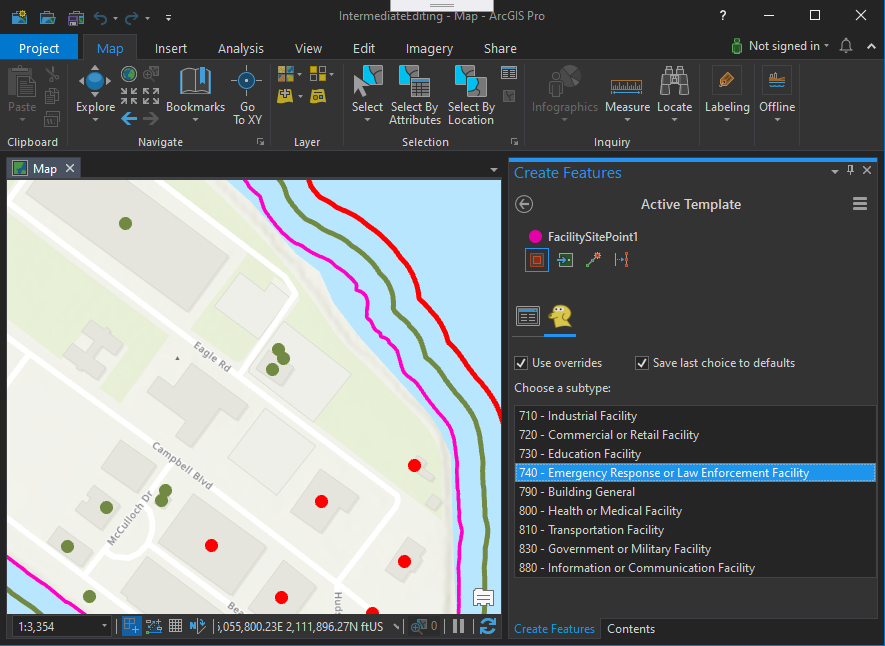 IntermediateEditing - Map - ArcGIS Pro
?
Project
Map
Insert
Analysis
View
Edit
Imagery
Share
Not signed in
Paste
Explore
Bookmarks
Go
To XY
Select
Select By
Attributes
Select By
Location
Infographics
Measure
Locate
Labeling
Offline
Clipboard
Navigate
Layer
Selection
Inquiry
Map
Eagle Rd
Campbell Blvd
McCulloch Dr
Create Features
Active Template
FacilitySitePoint1
Use overrides
Save last choice to defaults
Choose a subtype:
710 - Industrial Facility
720 - Commercial or Retail Facility
730 - Education Facility
740 - Emergency Response or Law Enforcement Facility
790 - Building General
800 - Health or Medical Facility
810 - Transportation Facility
830 - Government or Military Facility
880 - Information or Communication Facility
1:3,354
,055,800.23E 2,111,896.27N ftUS
0
Create Features
Contents